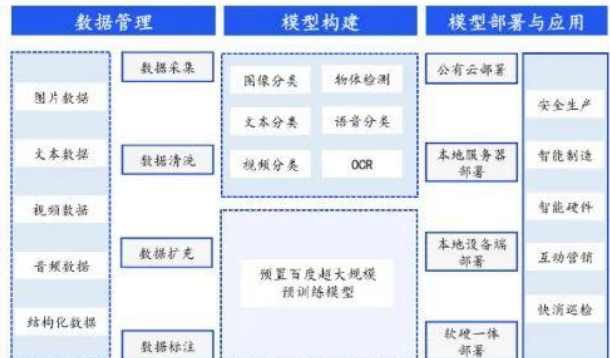 数据管理
模型构建
模型部署与应用
图片数据
文本数据
视频数据
音频数据
结构化数据
数据采集
数据清洗
数据扩充
数据标注
图像分类
物体检测
文本分类
语音分类
视频分类
OCR
预置百度超大规模
预训练模型
公有云部署
本地服务器
部署
本地设备端
部署
软硬一体
部署
安全生产
智能制造
智能硬件
互动营销
快消巡检